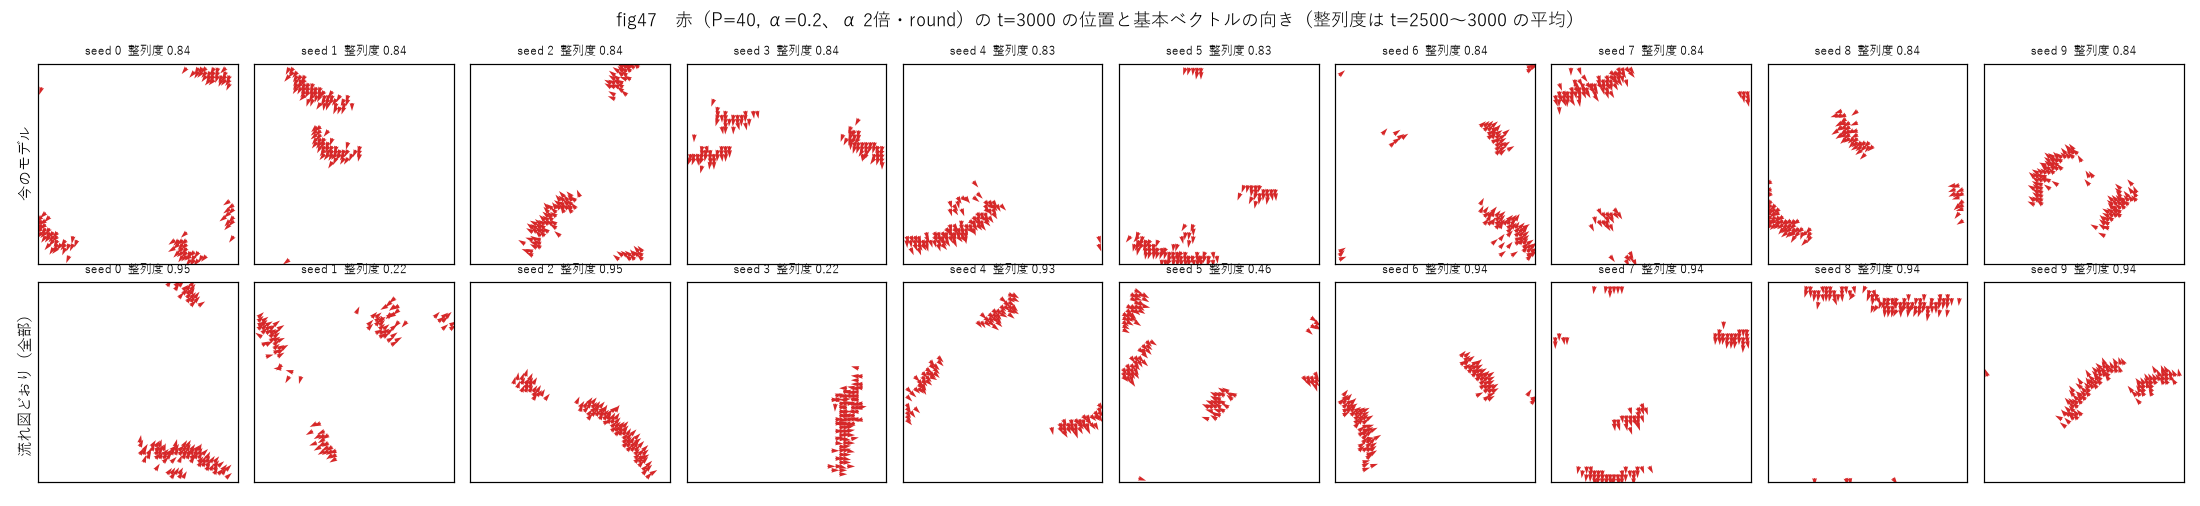 fig47　赤（P=40, α=0.2、α 2倍・round）の t=3000 の位置と基本ベクトルの向き（整列度は t=2500～3000 の平均）
seed 0 整列度 0.84
seed 1 整列度 0.84
seed 2 整列度 0.84
seed 3 整列度 0.84
seed 4 整列度 0.83
seed 5 整列度 0.83
seed 6 整列度 0.84
seed 7 整列度 0.84
seed 8 整列度 0.84
seed 9 整列度 0.84
今のモデル
seed 0 整列度 0.95
seed 1 整列度 0.22
seed 2 整列度 0.95
seed 3 整列度 0.22
seed 4 整列度 0.93
seed 5 整列度 0.46
seed 6 整列度 0.94
seed 7 整列度 0.94
seed 8 整列度 0.94
seed 9 整列度 0.94
流れ図どおり（全部）